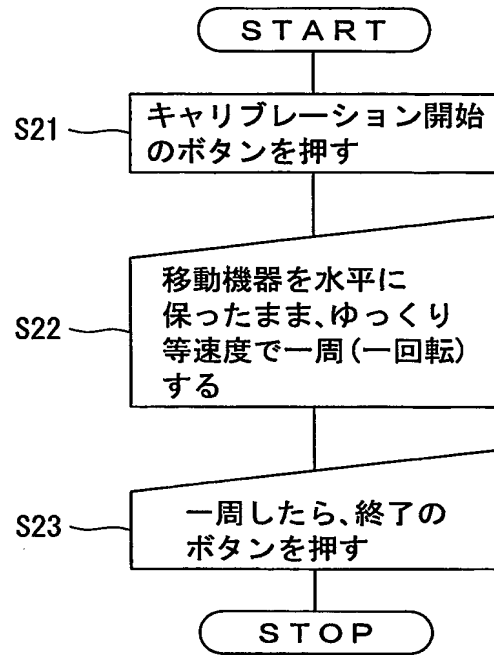 START
S21
キャリブレーション開始
のボタンを押す
S22
移動機器を水平に
保ったまま、ゆっくり
等速度で一周(一回転)
する
S23
一周したら、終了の
ボタンを押す
STOP